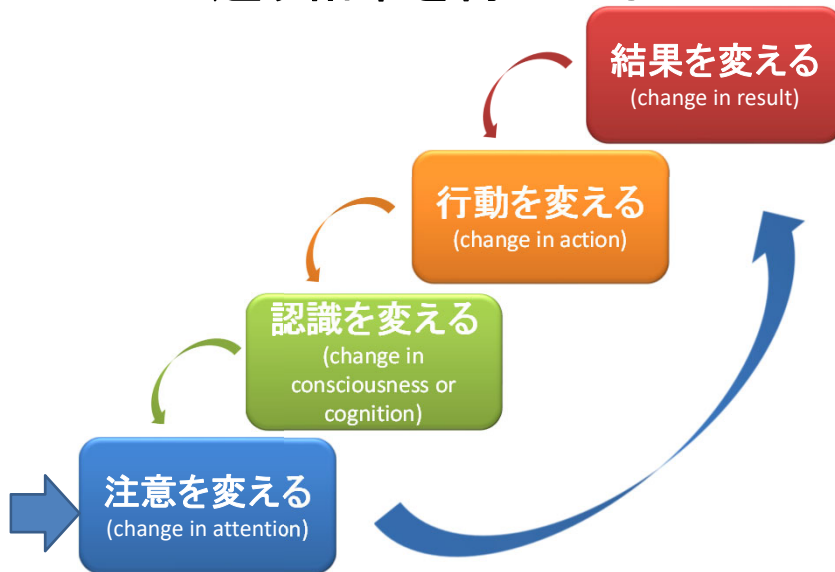 結果を変える
(change in result)
行動を変える
(change in action)
認識を変える
(change in
consciousness or
cognition)
注意を変える
(change in attention)